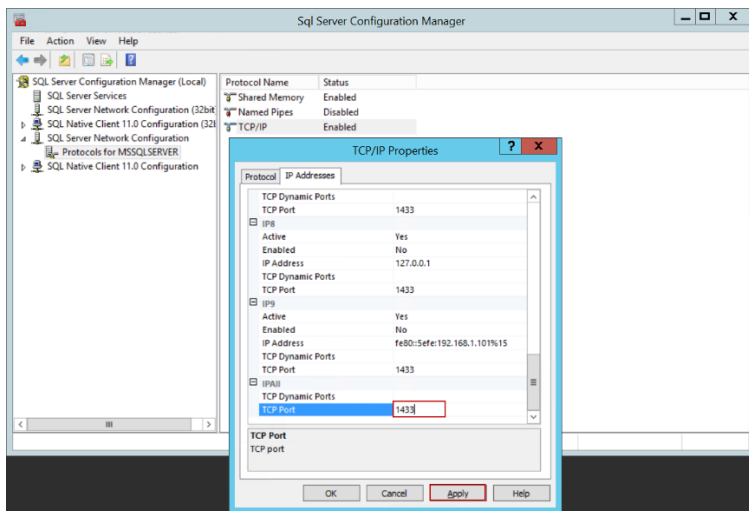 Sql Server Configuration Manager
File Action View Help
SQL Server Configuration Manager (Local)
SQL Server Services
SQL Server Network Configuration (32bit
SQL Native Client 11.0 Configuration (32l
SQL Server Network Configuration
Protocols for MSSQLSERVER
SQL Native Client 11.0 Configuration
Protocol Name Status
Shared Memory Enabled
Named Pipes Disabled
TCP/IP Enabled
TCP/IP Properties ? X
Protocol IP Addresses
TCP Dynamic Ports
TCP Port 1433
IP8
Active Yes
Enabled No
IP Address 127.0.0.1
TCP Dynamic Ports
TCP Port 1433
IP9
Active Yes
Enabled No
IP Address fe80::5efe:192.168.1.101%15
TCP Dynamic Ports
TCP Port 1433
IPAll
TCP Dynamic Ports
TCP Port 1433
TCP Port
TCP port
OK Cancel Apply Help